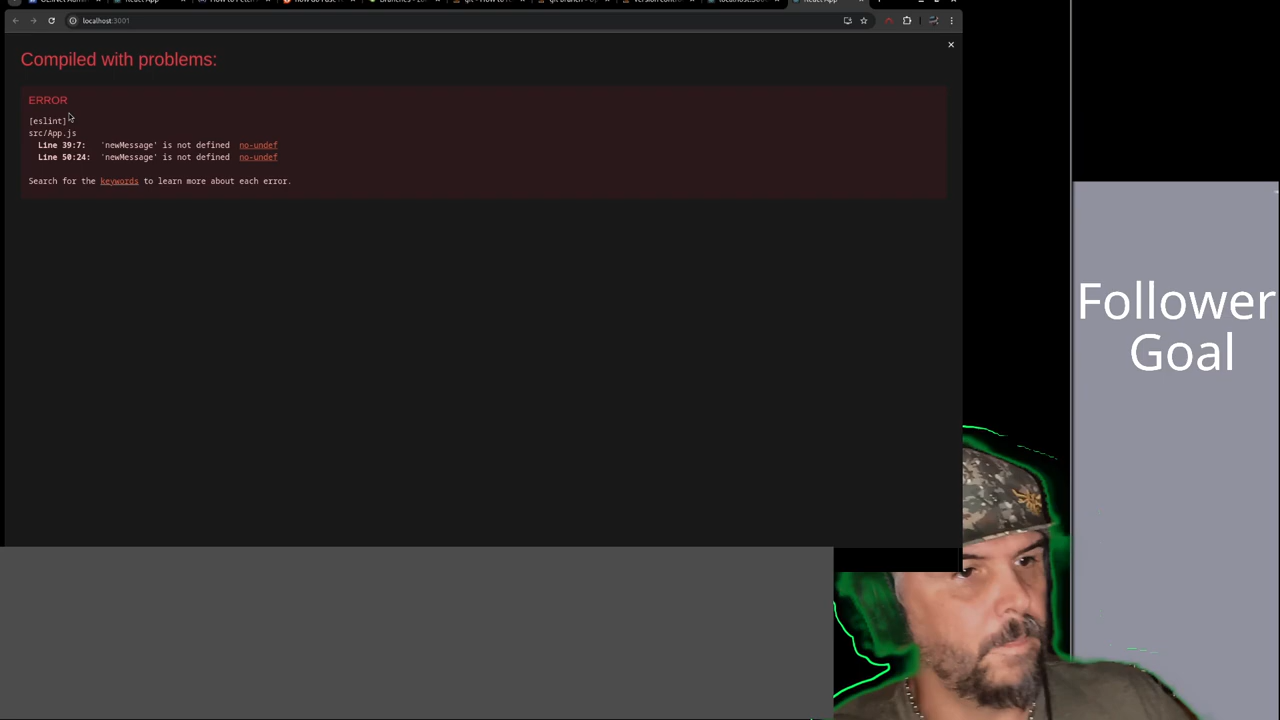 React App
localhost:3001
Compiled with problems:
ERROR
[eslint]
src/App.js
Line 39:7: 'newMessage' is not defined no-undef
Line 50:24: 'newMessage' is not defined no-undef
Search for the keywords to learn more about each error.
Follower
Goal